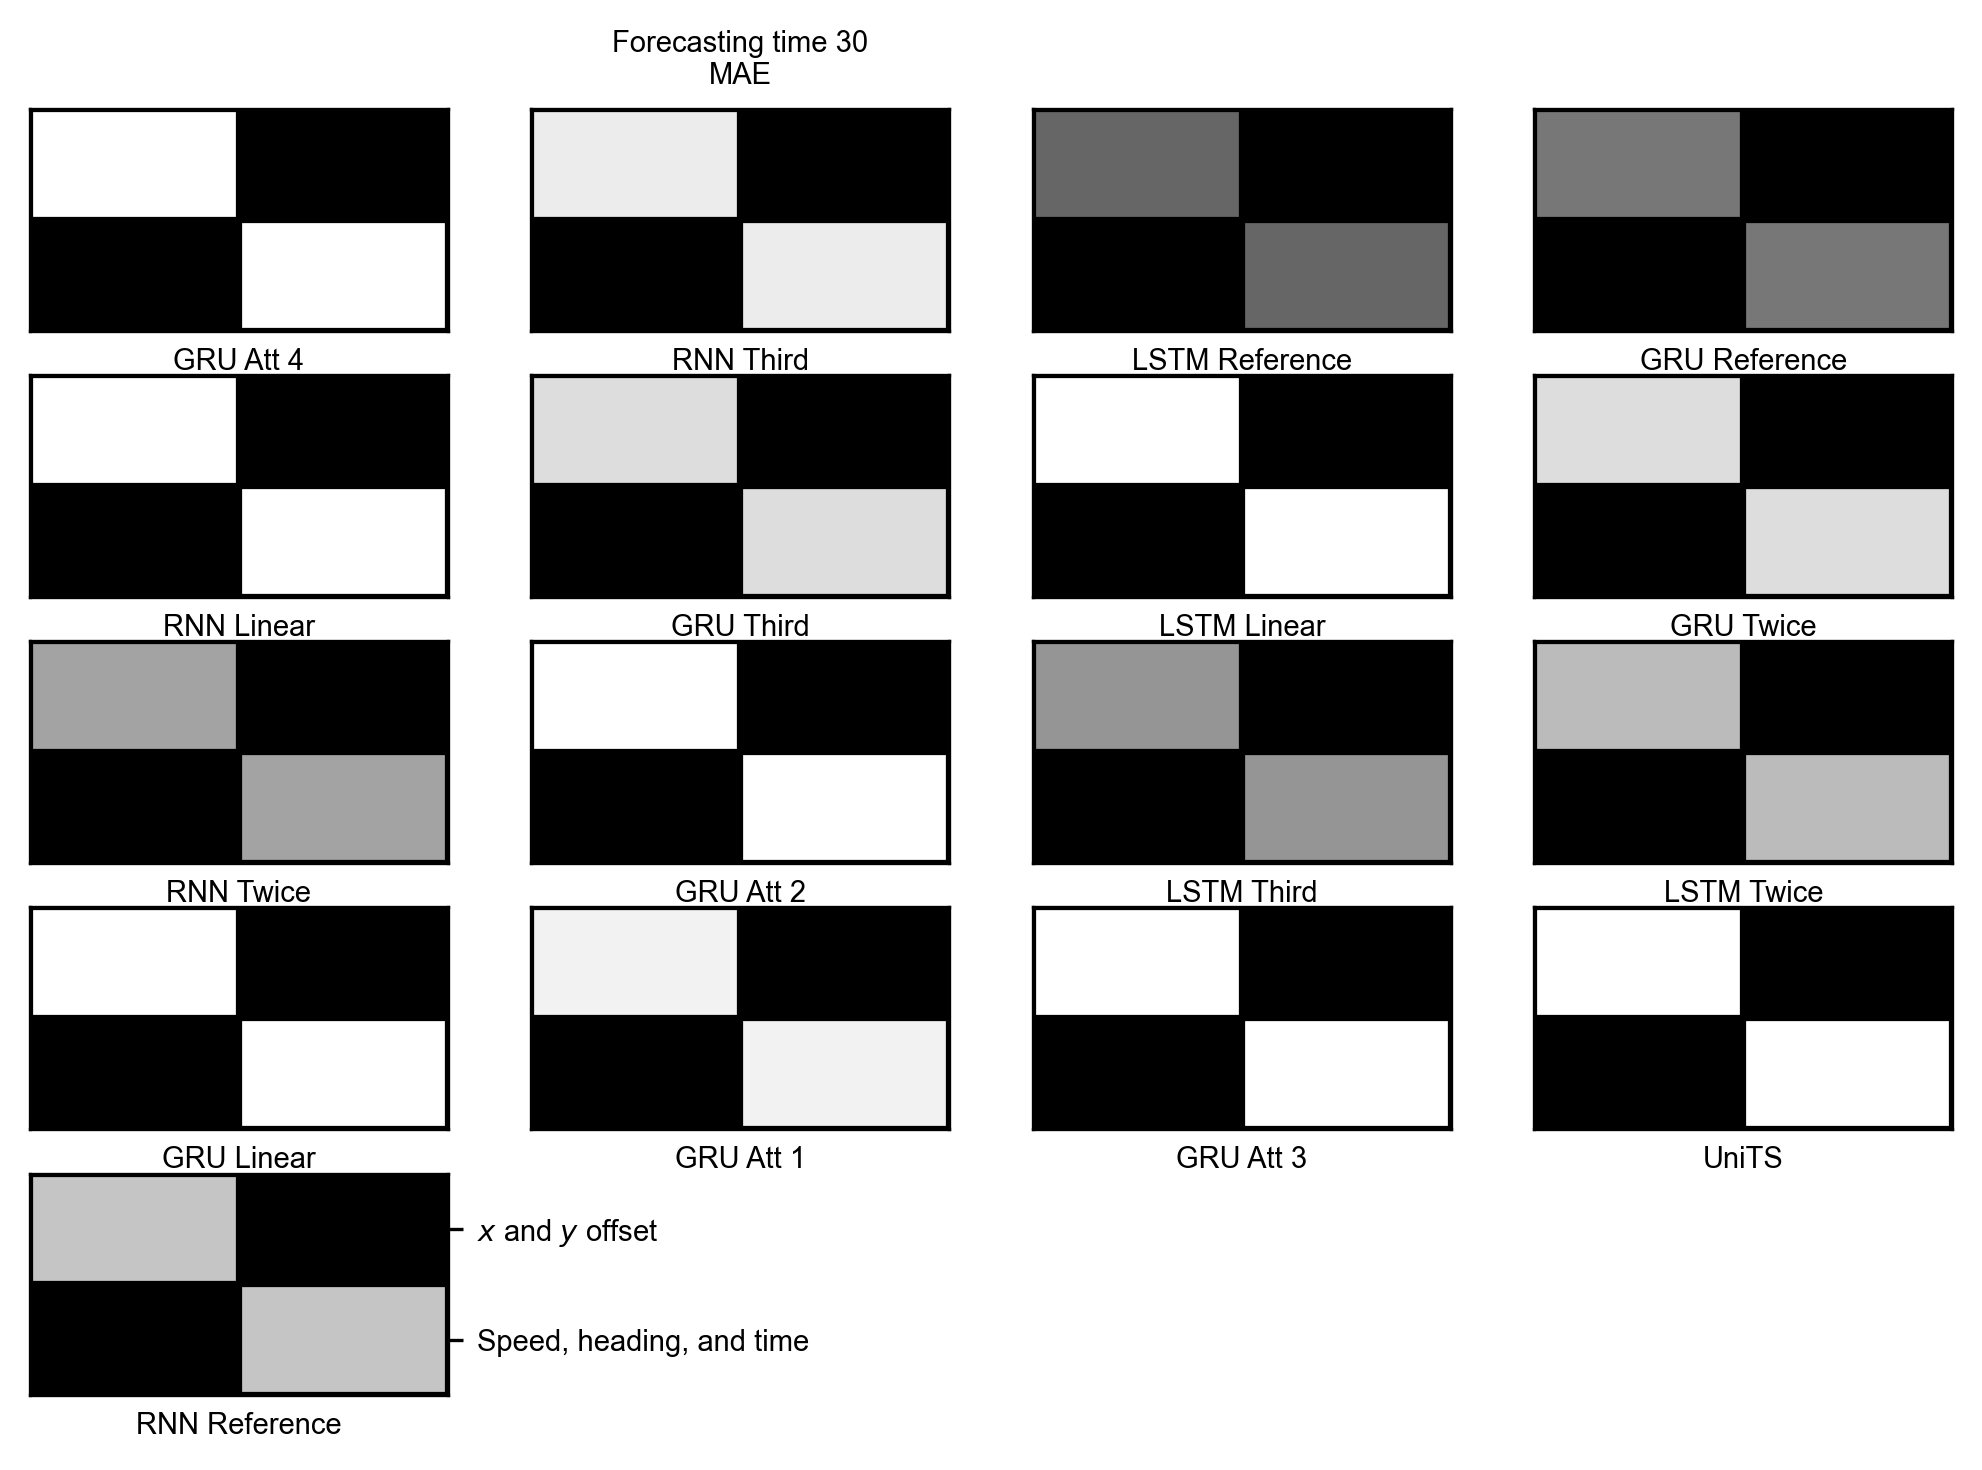 Forecasting time 30
MAE
GRU Att 4
RNN Third
LSTM Reference
GRU Reference
RNN Linear
GRU Third
LSTM Linear
GRU Twice
RNN Twice
GRU Att 2
LSTM Third
LSTM Twice
GRU Linear
GRU Att 1
GRU Att 3
UniTS
x and y offset
Speed, heading, and time
RNN Reference